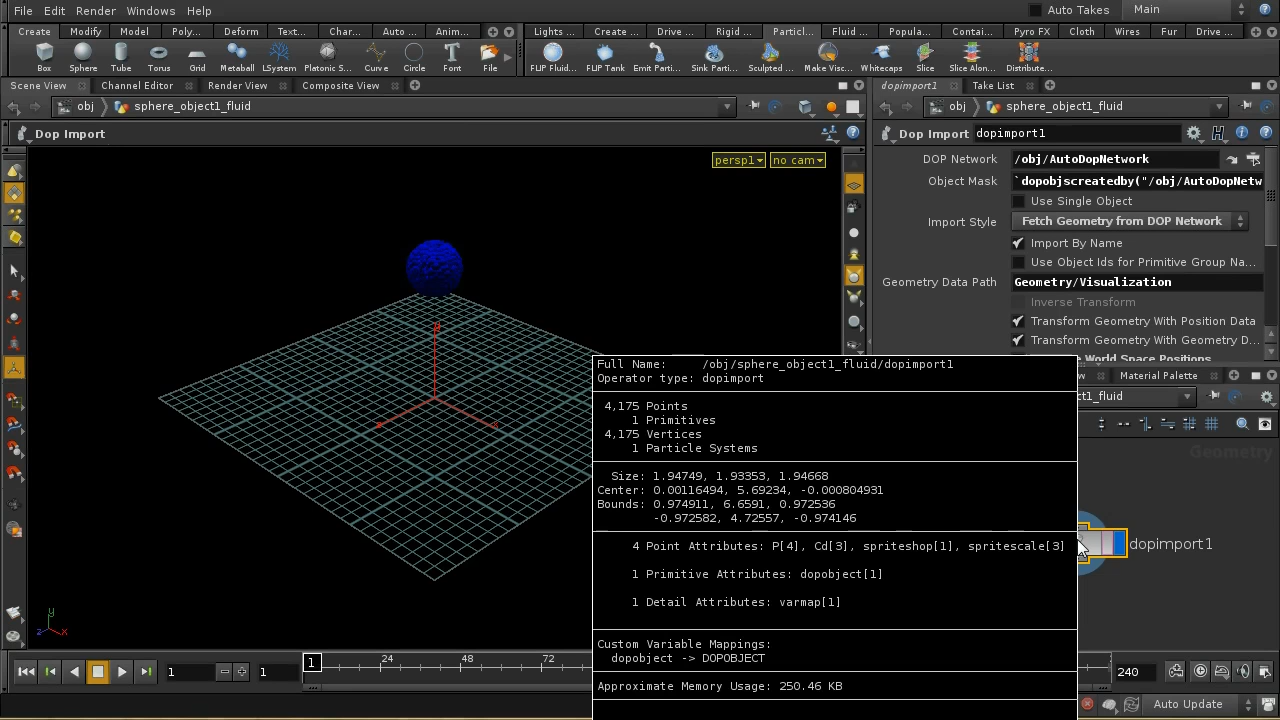 File Edit Render Windows Help Auto Takes Main
Create Modify Model Poly... Deform Text... Char... Auto ... Anim... Lights ... Create ... Drive ... Rigid ... Particl... Fluid ... Popula... Contai... Pyro FX Cloth Wires Fur Drive ...
Box Sphere Tube Torus Grid Metaball LSystem Platonic S... Curve Circle Font File FLIP Fluid... FLIP Tank Emit Parti... Sink Parti... Sculpted ... Make Visc... Whitecaps Slice Slice Alon... Distribute...
Scene View Channel Editor Render View Composite View dopimport1 Take List
obj sphere_object1_fluid obj sphere_object1_fluid
Dop Import Dop Import dopimport1
persp1 no cam
DOP Network /obj/AutoDopNetwork
Object Mask `dopobjscreatedby("/obj/AutoDopNetw
Use Single Object
Import Style Fetch Geometry from DOP Network
Import By Name
Use Object Ids for Primitive Group Na...
Geometry Data Path Geometry/Visualization
Inverse Transform
Transform Geometry With Position Data
Transform Geometry With Geometry D...
World Space Positions
Material Palette
ct1_fluid
Geometry
dopimport1
Full Name: /obj/sphere_object1_fluid/dopimport1
Operator type: dopimport
4,175 Points
1 Primitives
4,175 Vertices
1 Particle Systems
Size: 1.94749, 1.93353, 1.94668
Center: 0.00116494, 5.69234, -0.000804931
Bounds: 0.974911, 6.6591, 0.972536
-0.972582, 4.72557, -0.974146
4 Point Attributes: P[4], Cd[3], spriteshop[1], spritescale[3]
1 Primitive Attributes: dopobject[1]
1 Detail Attributes: varmap[1]
Custom Variable Mappings:
dopobject -> DOPOBJECT
Approximate Memory Usage: 250.46 KB
y
z x
1 1 1 24 48 72 240
Auto Update